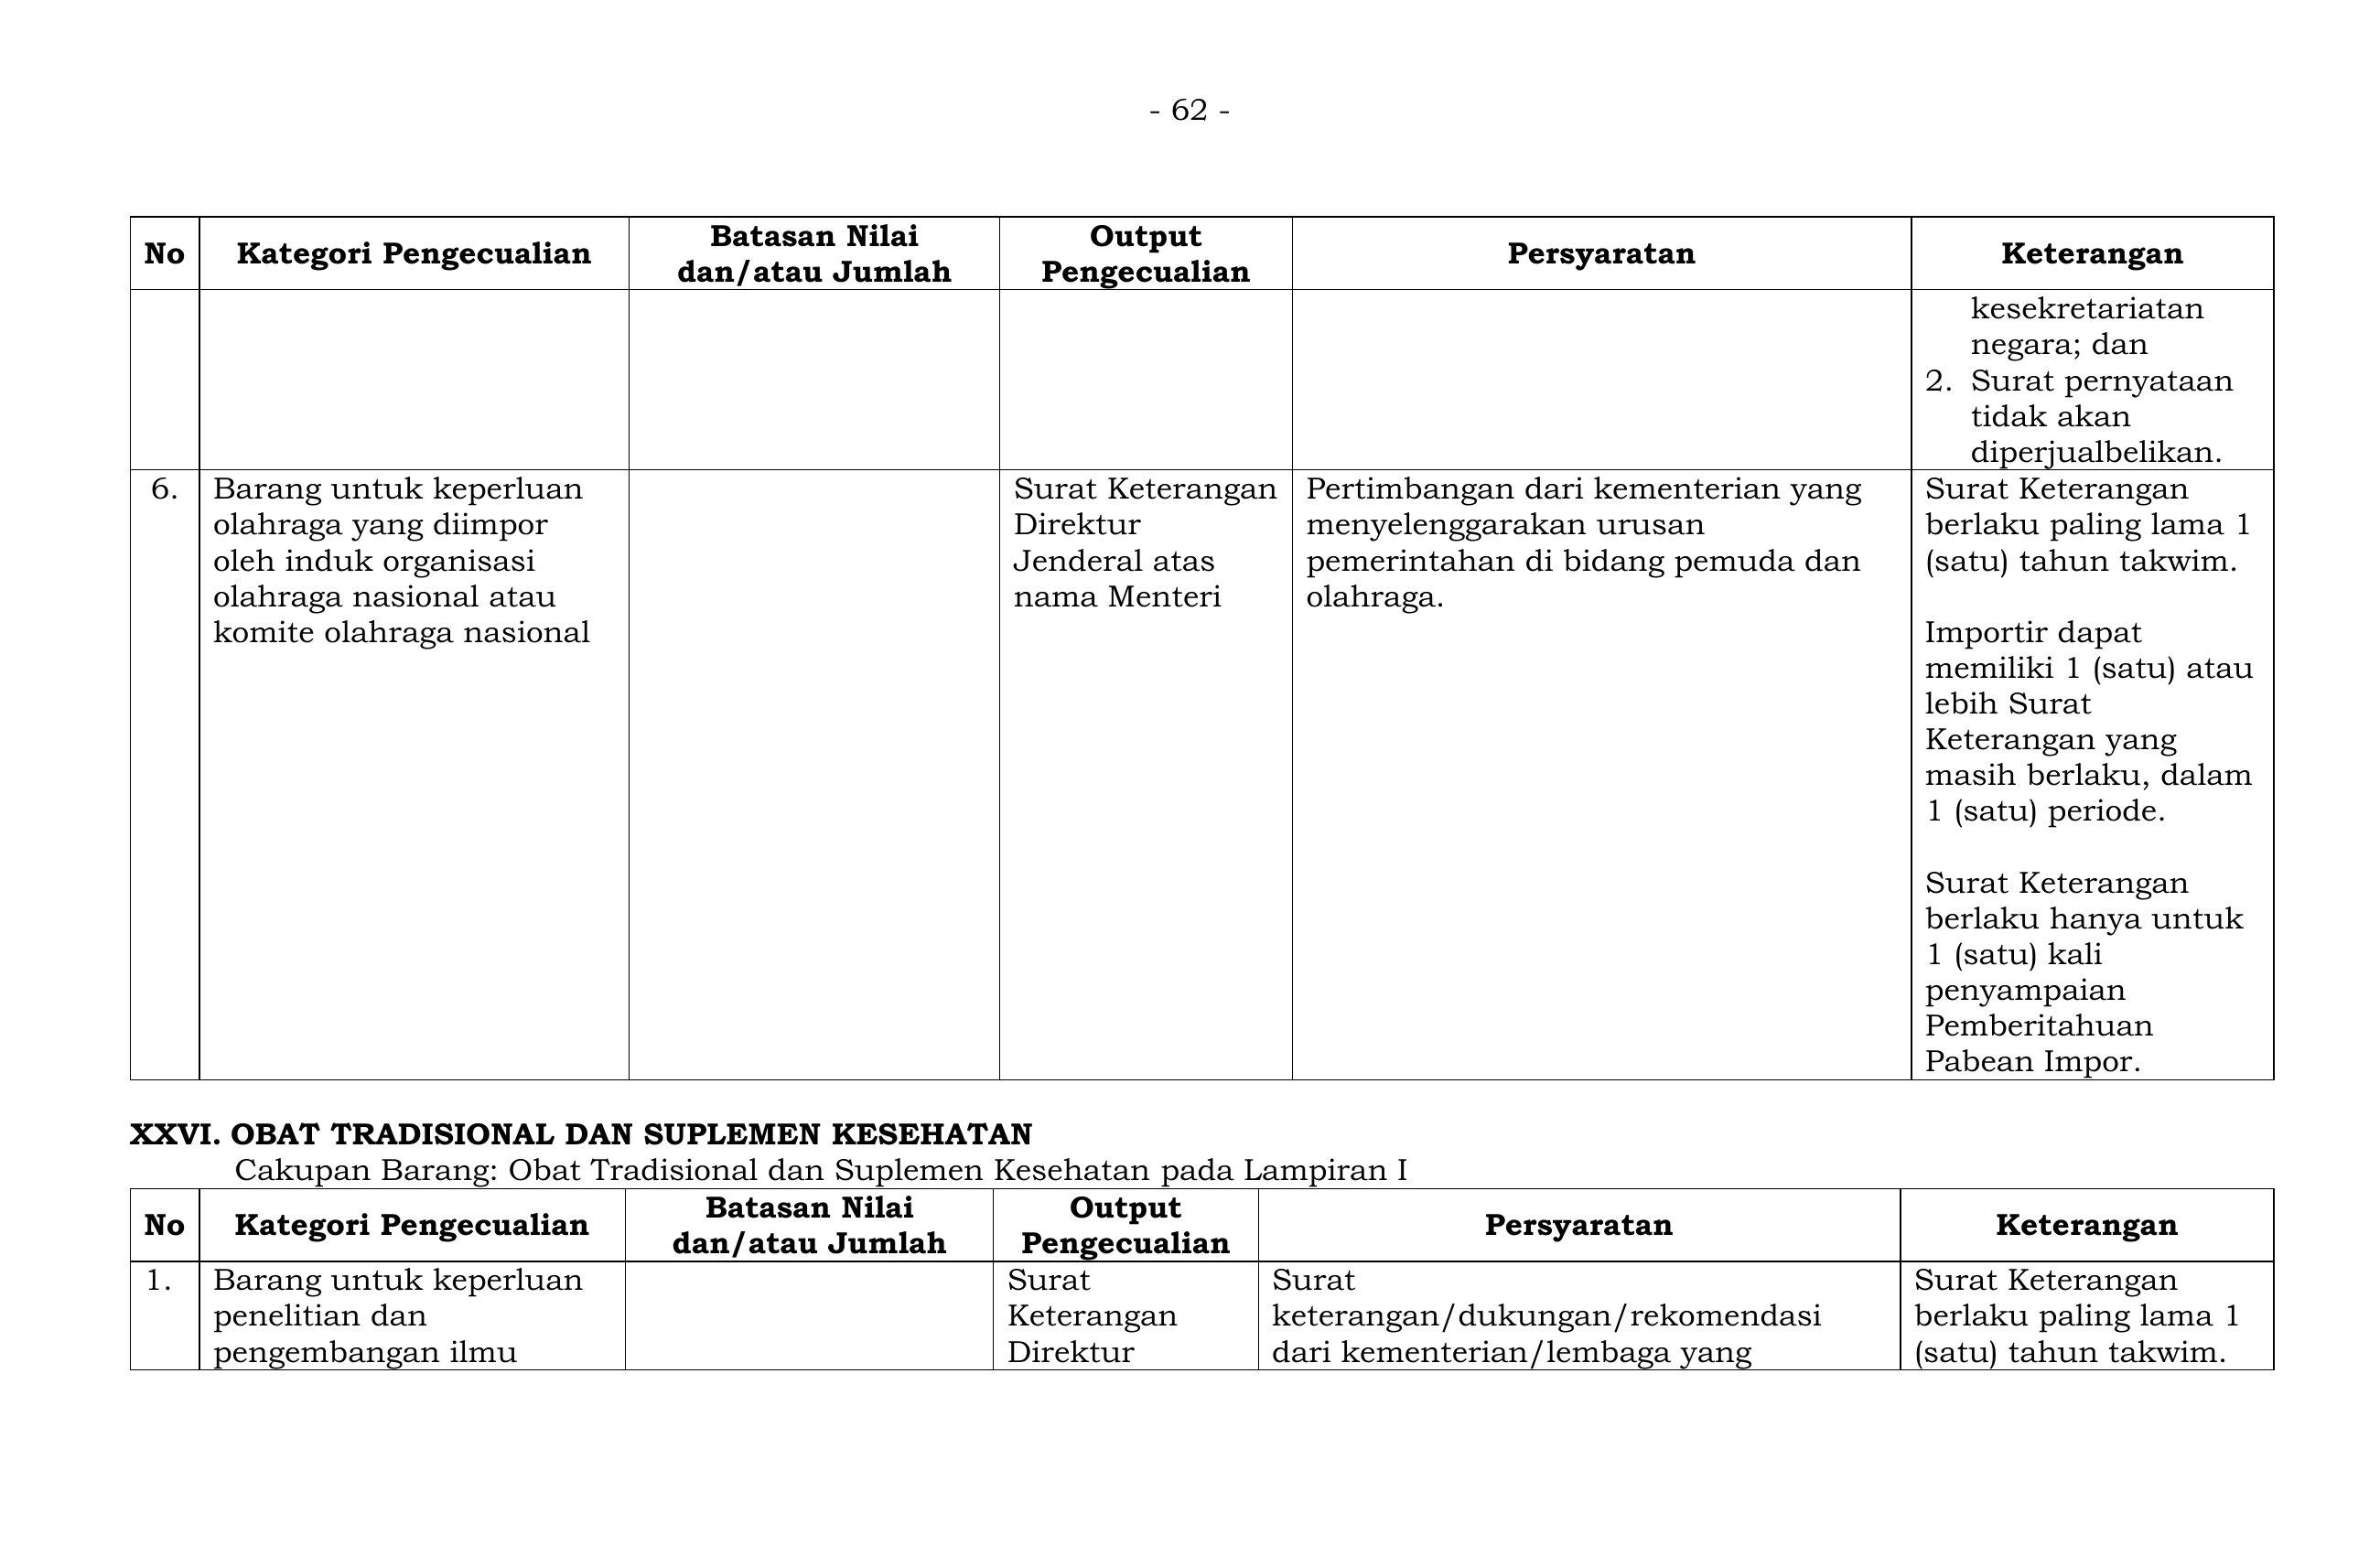 - 62 -
No
Kategori Pengecualian
Batasan Nilai
dan/atau Jumlah
Output
Pengecualian
Persyaratan
Keterangan
kesekretariatan
negara; dan
2. Surat pernyataan
tidak akan
diperjualbelikan.
6.
Barang untuk keperluan
olahraga yang diimpor
oleh induk organisasi
olahraga nasional atau
komite olahraga nasional
Surat Keterangan
Direktur
Jenderal atas
nama Menteri
Pertimbangan dari kementerian yang
menyelenggarakan urusan
pemerintahan di bidang pemuda dan
olahraga.
Surat Keterangan
berlaku paling lama 1
(satu) tahun takwim.
Importir dapat
memiliki 1 (satu) atau
lebih Surat
Keterangan yang
masih berlaku, dalam
1 (satu) periode.
Surat Keterangan
berlaku hanya untuk
1 (satu) kali
penyampaian
Pemberitahuan
Pabean Impor.
XXVI. OBAT TRADISIONAL DAN SUPLEMEN KESEHATAN
Cakupan Barang: Obat Tradisional dan Suplemen Kesehatan pada Lampiran I
No
Kategori Pengecualian
Batasan Nilai
dan/atau Jumlah
Output
Pengecualian
Persyaratan
Keterangan
1.
Barang untuk keperluan
penelitian dan
pengembangan ilmu
Surat
Keterangan
Direktur
Surat
keterangan/dukungan/rekomendasi
dari kementerian/lembaga yang
Surat Keterangan
berlaku paling lama 1
(satu) tahun takwim.